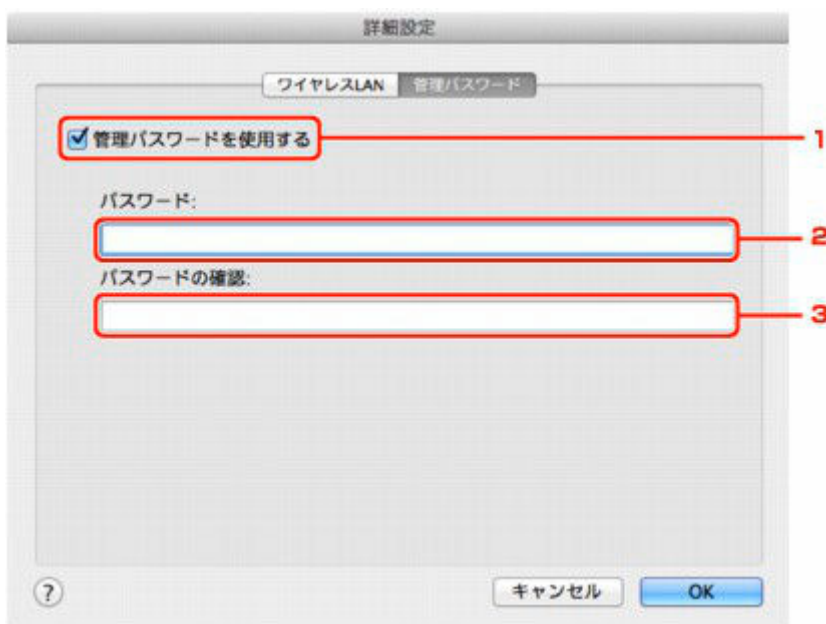 詳細設定
ワイヤレスLAN 管理パスワード
管理パスワードを使用する
1
パスワード:
2
パスワードの確認:
3
?
キャンセル OK